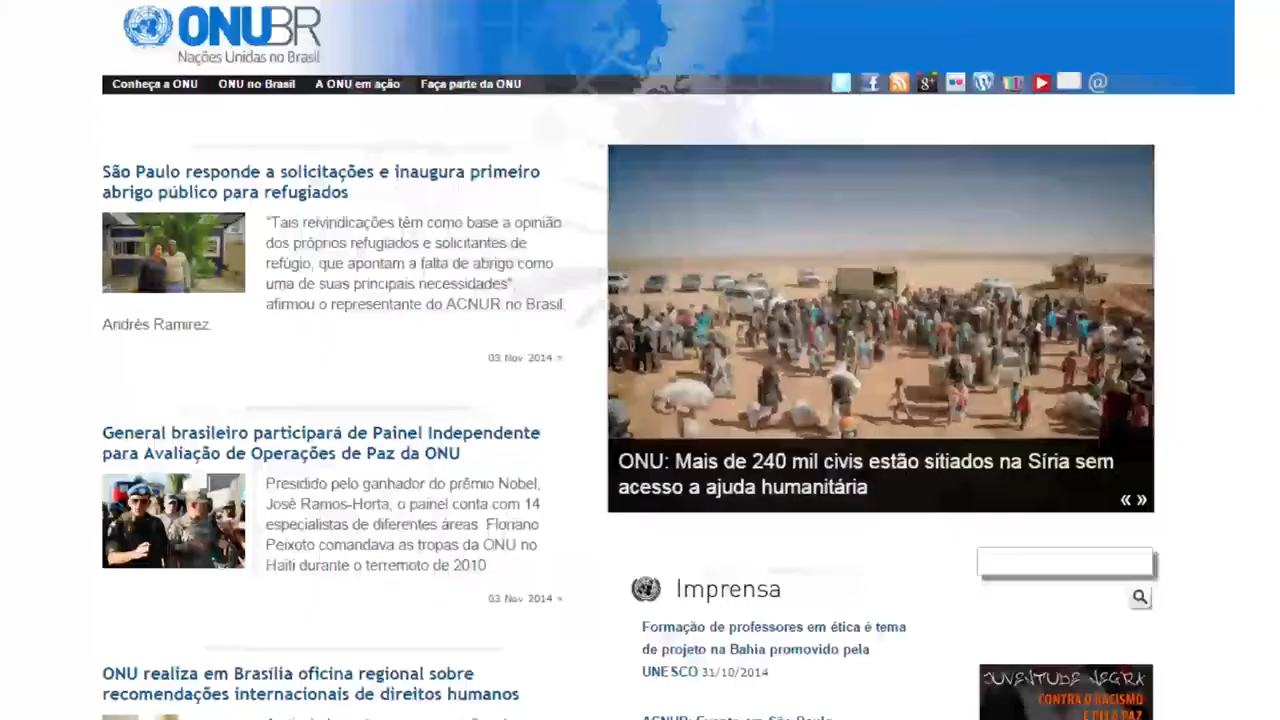 ONUBR
Nações Unidas no Brasil
Conheça a ONU ONU no Brasil A ONU em ação Faça parte da ONU
São Paulo responde a solicitações e inaugura primeiro
abrigo público para refugiados
"Tais reivindicações têm como base a opinião
dos próprios refugiados e solicitantes de
refúgio, que apontam a falta de abrigo como
uma de suas principais necessidades",
afirmou o representante do ACNUR no Brasil,
Andrés Ramirez.
03 Nov 2014 »
General brasileiro participará de Painel Independente
para Avaliação de Operações de Paz da ONU
Presidido pelo ganhador do prêmio Nobel,
José Ramos-Horta, o painel conta com 14
especialistas de diferentes áreas. Floriano
Peixoto comandava as tropas da ONU no
Haiti durante o terremoto de 2010
03 Nov 2014 »
ONU realiza em Brasília oficina regional sobre
recomendações internacionais de direitos humanos
ONU: Mais de 240 mil civis estão sitiados na Síria sem
acesso a ajuda humanitária
« »
Imprensa
Formação de professores em ética é tema
de projeto na Bahia promovido pela
UNESCO 31/10/2014
ACNUR: Evento em São Paulo
JUVENTUDE NEGRA
CONTRA O RACISMO
E PELA PAZ